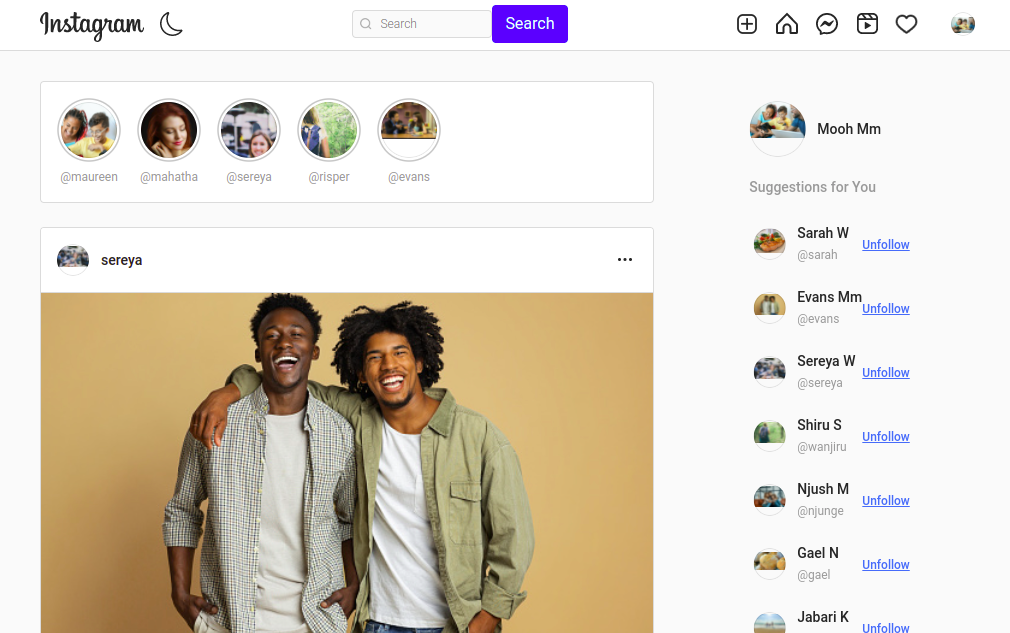 Instagram
Search
Search
@maureen
@mahatha
@sereya
@risper
@evans
sereya
Mooh Mm
Suggestions for You
Sarah W
@sarah
Unfollow
Evans Mm
@evans
Unfollow
Sereya W
@sereya
Unfollow
Shiru S
@wanjiru
Unfollow
Njush M
@njunge
Unfollow
Gael N
@gael
Unfollow
Jabari K
Unfollow